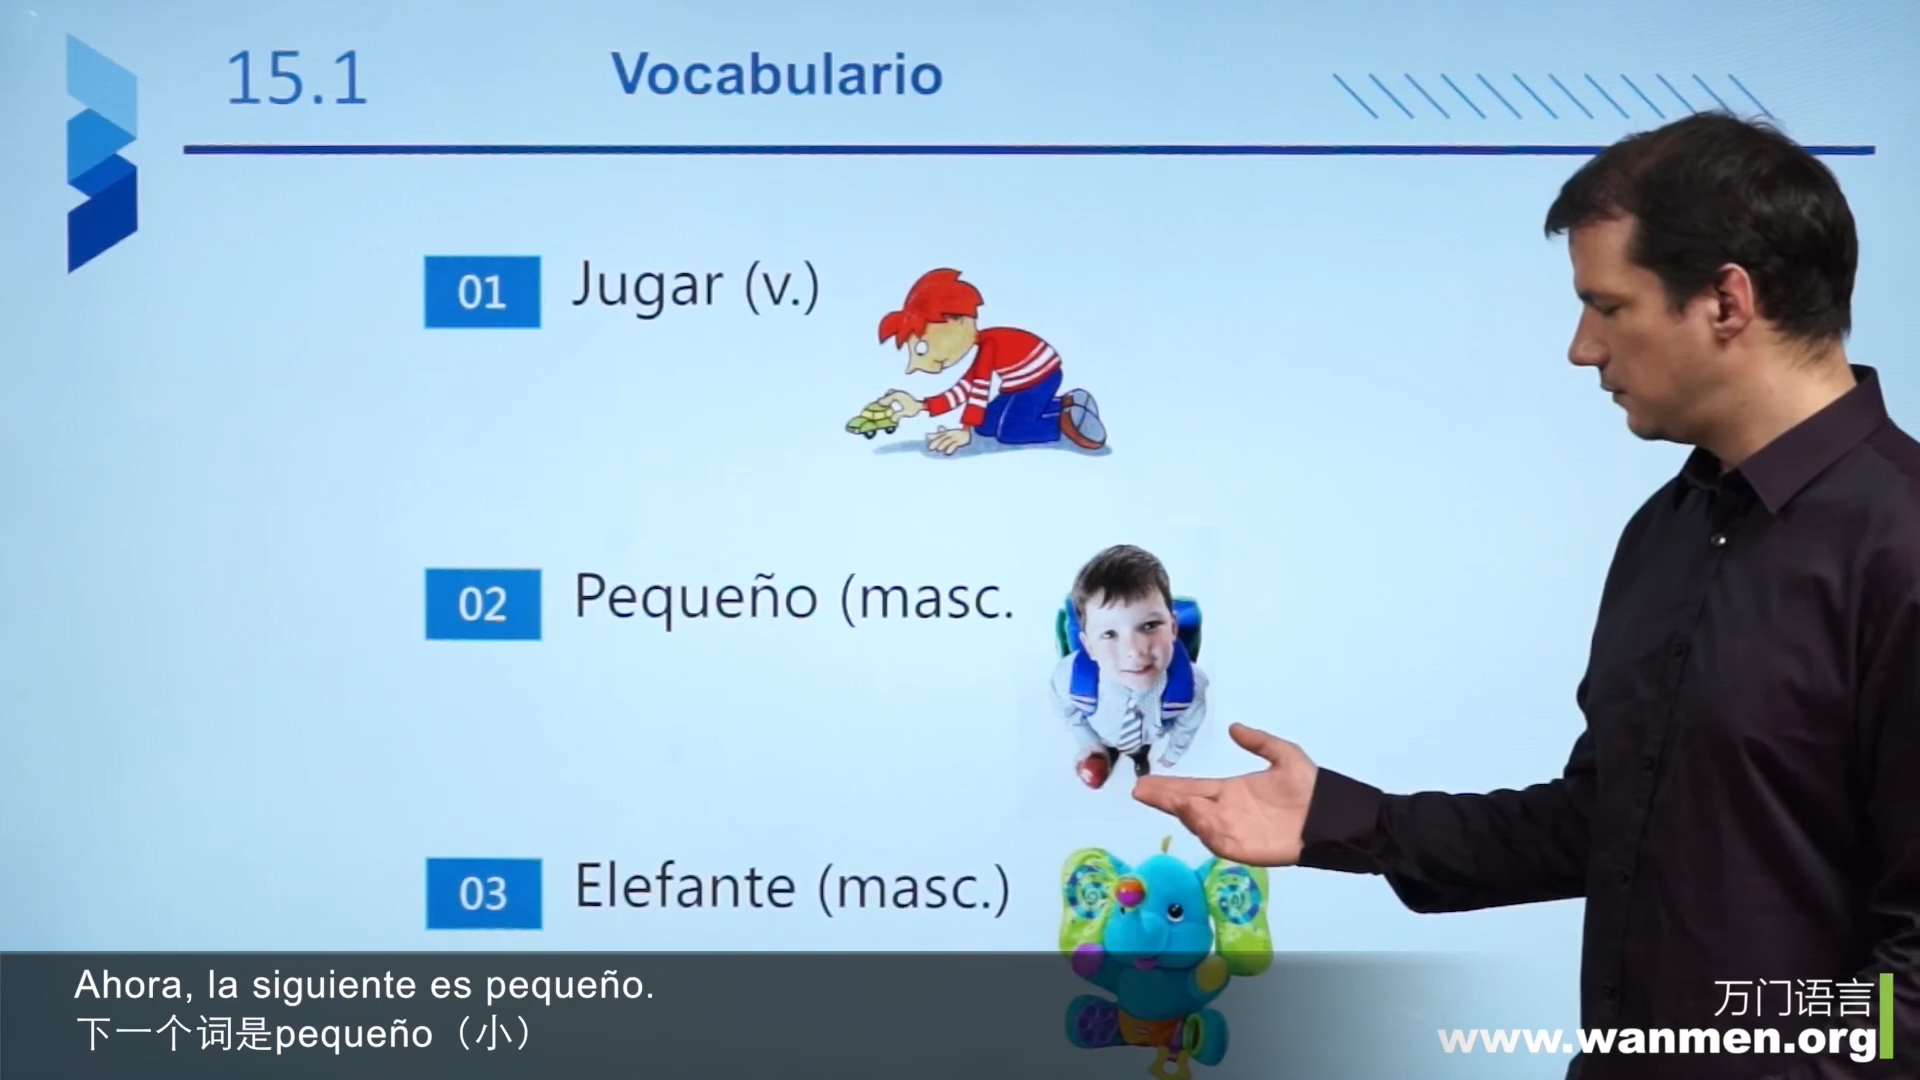 15.1
Vocabulario
01 Jugar (v.)
02 Pequeño (masc.
03 Elefante (masc.)
Ahora, la siguiente es pequeño.
下一个词是pequeño（小）
万门语言
www.wanmen.org